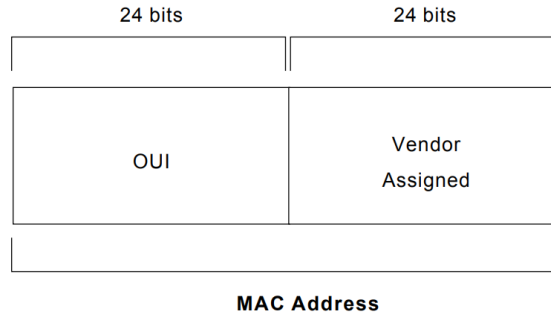 24 bits
24 bits
OUI
Vendor
Assigned
MAC Address